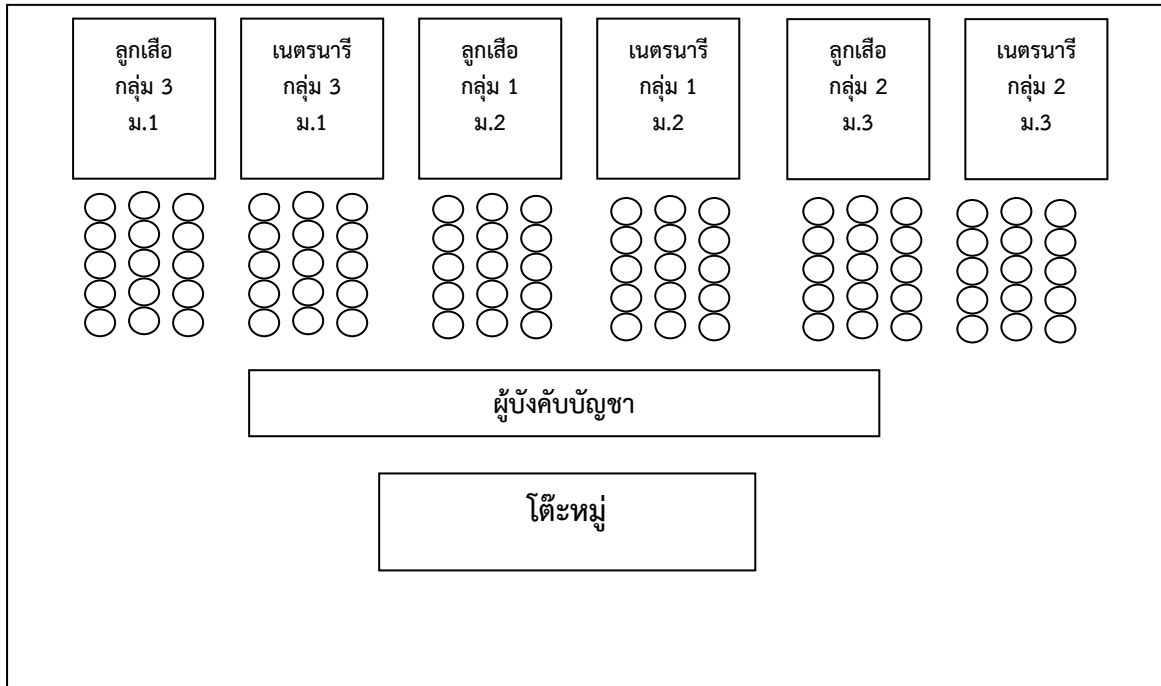 ลูกเสือ
กลุ่ม 3
ม.1
เนตรนารี
กลุ่ม 3
ม.1
ลูกเสือ
กลุ่ม 1
ม.2
เนตรนารี
กลุ่ม 1
ม.2
ลูกเสือ
กลุ่ม 2
ม.3
เนตรนารี
กลุ่ม 2
ม.3
ผู้บังคับบัญชา
โต๊ะหมู่